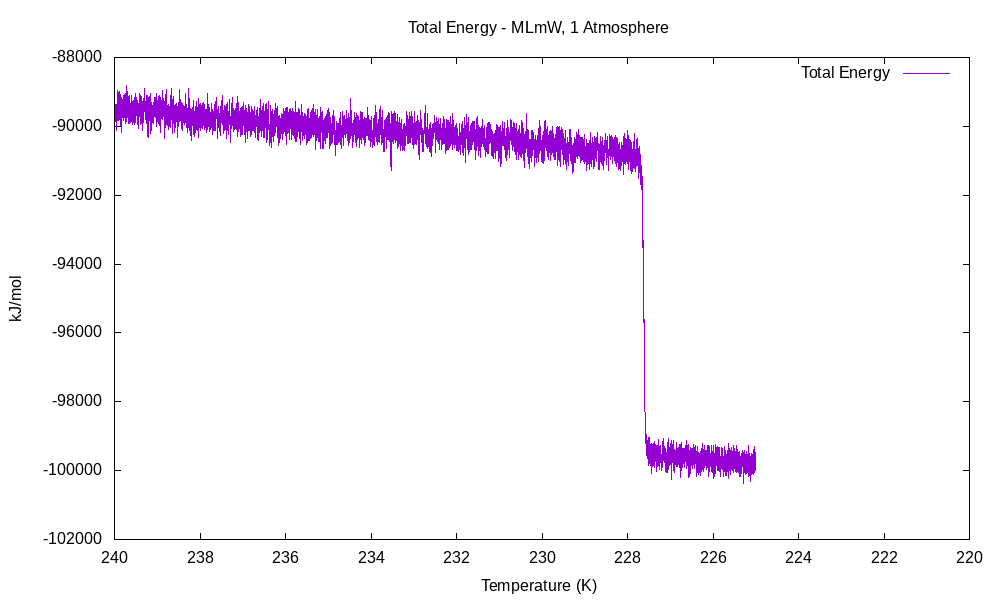 Total Energy - MLmW, 1 Atmosphere
Total Energy
kJ/mol
-88000
-90000
-92000
-94000
-96000
-98000
-100000
-102000
240 238 236 234 232 230 228 226 224 222 220
Temperature (K)